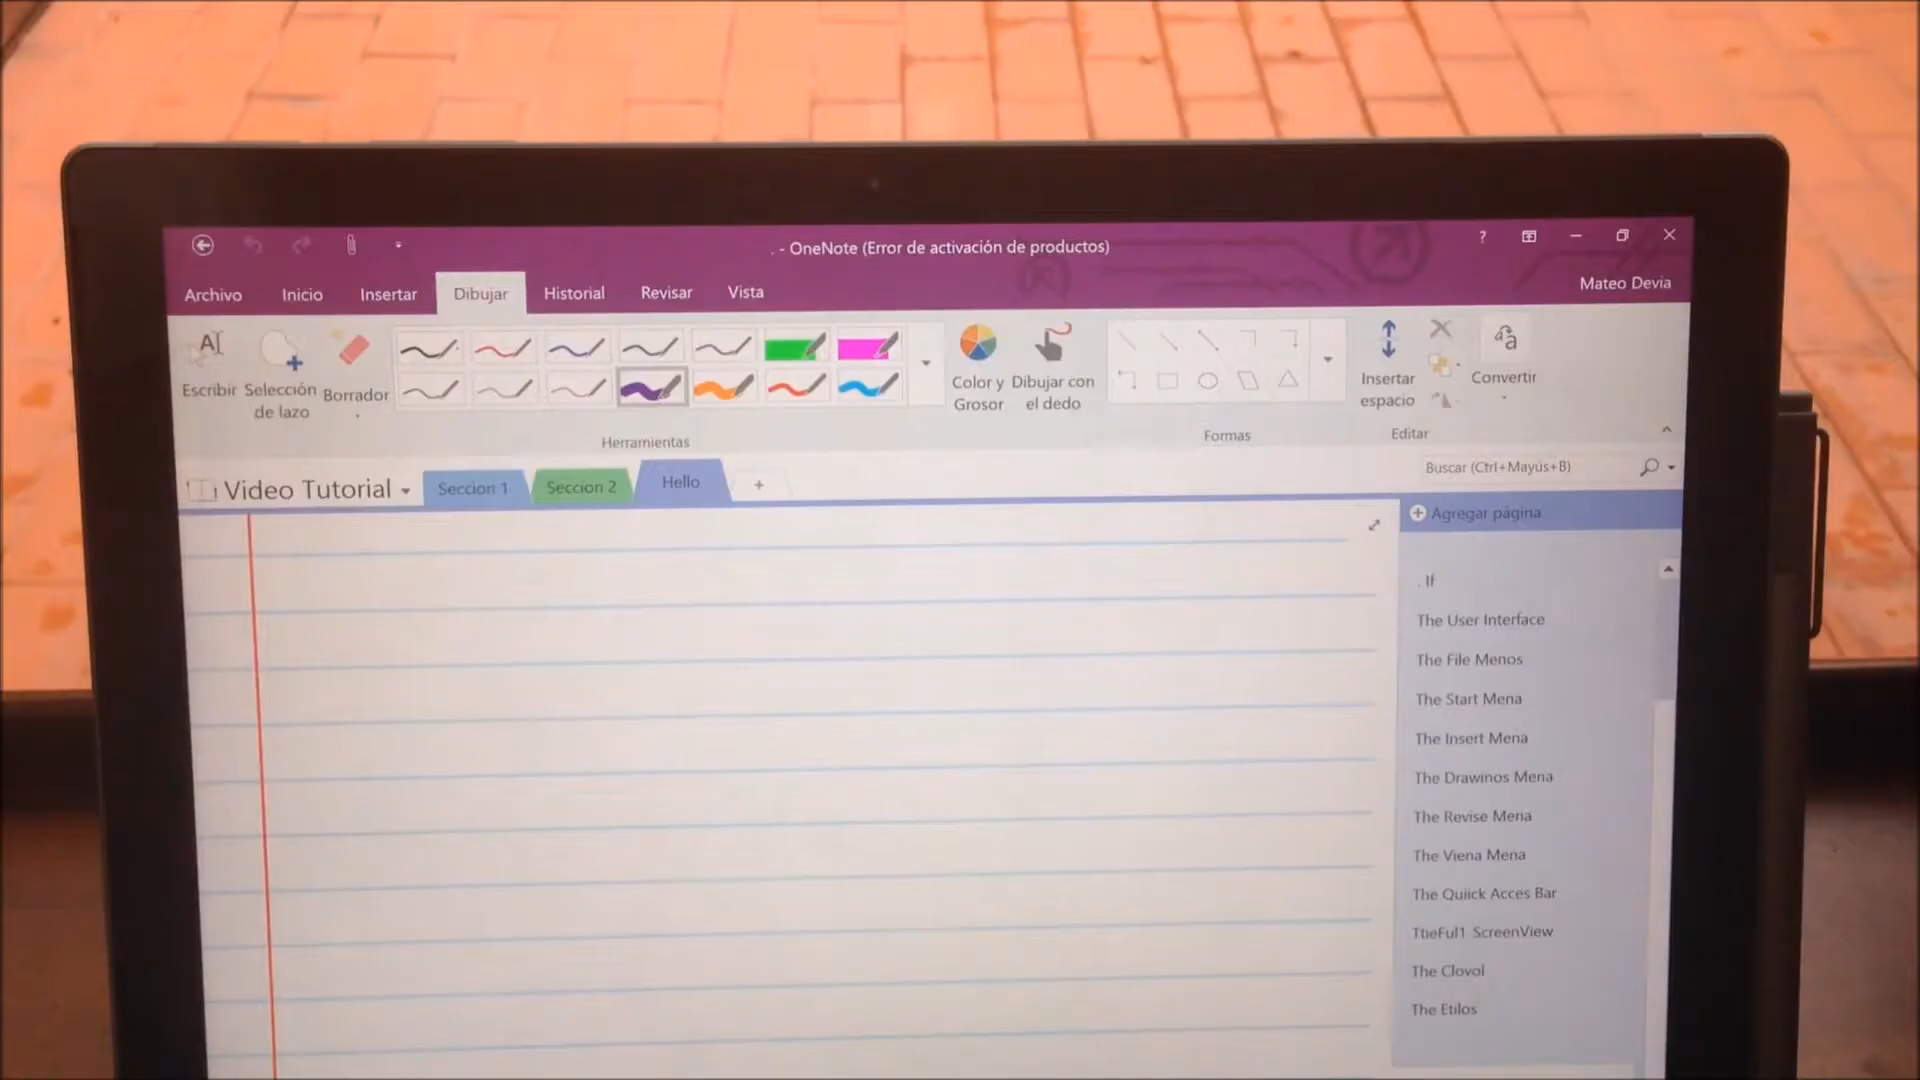 . - OneNote (Error de activación de productos)
?
Mateo Devia
Archivo Inicio Insertar Dibujar Historial Revisar Vista
Escribir
Selección de lazo
Borrador
Color y Grosor
Dibujar con el dedo
Insertar espacio
Convertir
Herramientas
Formas
Editar
Video Tutorial
Seccion 1
Seccion 2
Hello
+
Buscar (Ctrl+Mayús+B)
Agregar página
. If
The User Interface
The File Menos
The Start Mena
The Insert Mena
The Drawinos Mena
The Revise Mena
The Viena Mena
The Quiick Acces Bar
TtieFul1 ScreenView
The Clovol
The Etilos